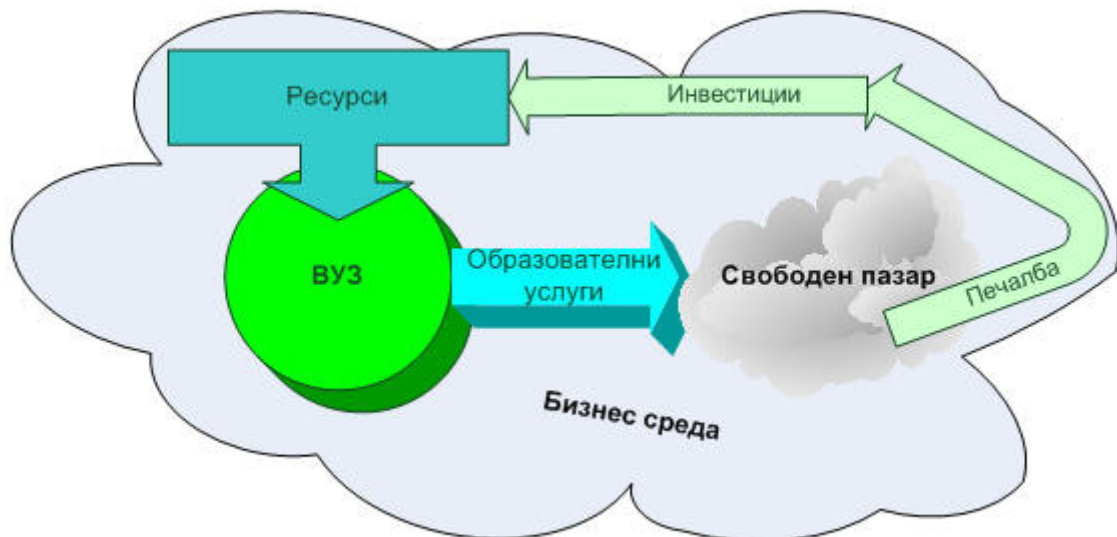 Ресурси
Инвестиции
ВУЗ
Образователни
услуги
Свободен пазар
Печалба
Бизнес среда